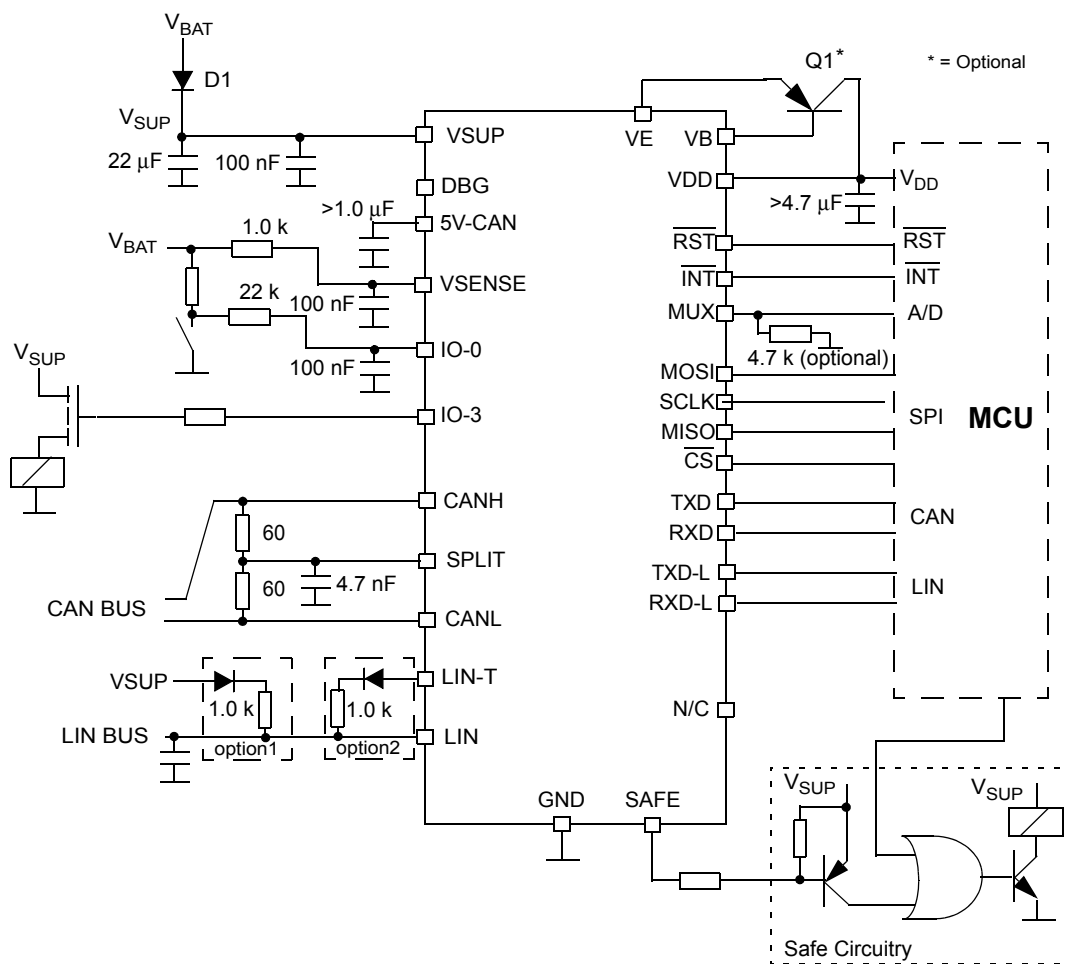 V_BAT
D1
V_SUP
22 μF
100 nF
VSUP
DBG
>1.0 μF
5V-CAN
V_BAT
1.0 k
VSENSE
100 nF
22 k
IO-0
100 nF
V_SUP
IO-3
CANH
60
SPLIT
4.7 nF
60
CAN BUS
CANL
VSUP
1.0 k
option1
LIN-T
1.0 k
option2
LIN BUS
LIN
GND
SAFE
Q1*
* = Optional
VE
VB
VDD
V_DD
>4.7 μF
R̅S̅T̅
R̅S̅T̅
I̅N̅T̅
I̅N̅T̅
MUX
A/D
4.7 k (optional)
MOSI
SCLK
SPI
MCU
MISO
C̅S̅
TXD
CAN
RXD
TXD-L
LIN
RXD-L
N/C
V_SUP
V_SUP
Safe Circuitry